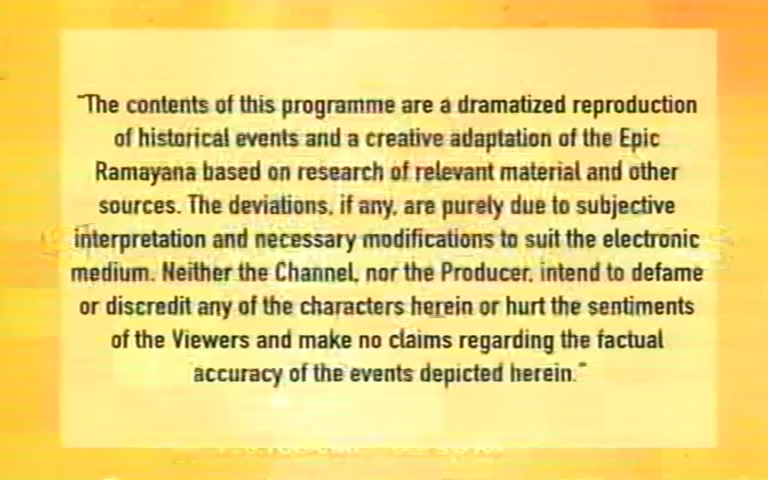 "The contents of this programme are a dramatized reproduction
of historical events and a creative adaptation of the Epic
Ramayana based on research of relevant material and other
sources. The deviations, if any, are purely due to subjective
interpretation and necessary modifications to suit the electronic
medium. Neither the Channel, nor the Producer, intend to defame
or discredit any of the characters herein or hurt the sentiments
of the Viewers and make no claims regarding the factual
accuracy of the events depicted herein."